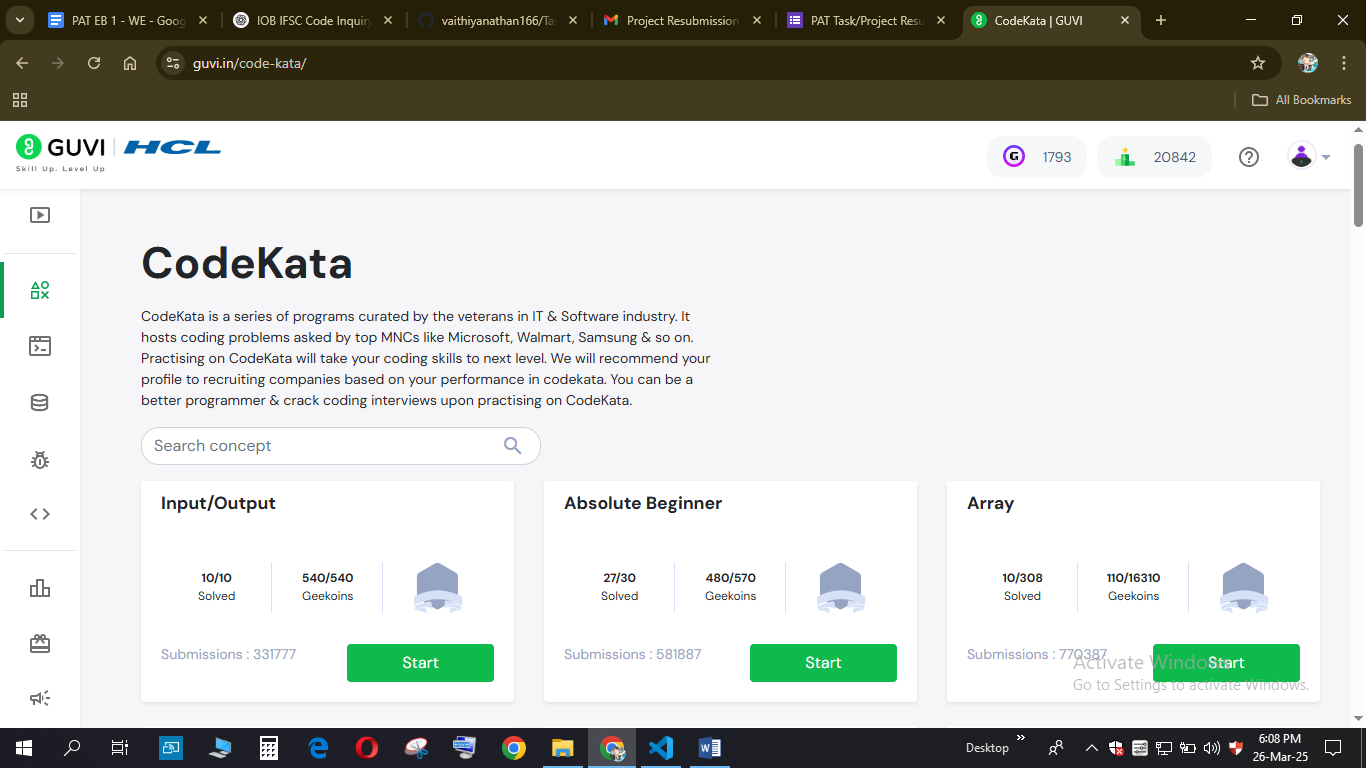 PAT EB 1 - WE - Goog
IOB IFSC Code Inquir
vaithiyanathan166/Ta
Project Resubmission
PAT Task/Project Resu
CodeKata | GUVI
guvi.in/code-kata/
All Bookmarks
GUVI
HCL
Skill Up. Level Up
1793
20842
CodeKata
CodeKata is a series of programs curated by the veterans in IT & Software industry. It
hosts coding problems asked by top MNCs like Microsoft, Walmart, Samsung & so on.
Practising on CodeKata will take your coding skills to next level. We will recommend your
profile to recruiting companies based on your performance in codekata. You can be a
better programmer & crack coding interviews upon practising on CodeKata.
Search concept
Input/Output
10/10
Solved
540/540
Geekoins
Submissions : 331777
Start
Absolute Beginner
27/30
Solved
480/570
Geekoins
Submissions : 581887
Start
Array
10/308
Solved
110/16310
Geekoins
Submissions : 770387
Start
Activate Windows
Go to Settings to activate Windows.
Desktop
6:08 PM
26-Mar-25